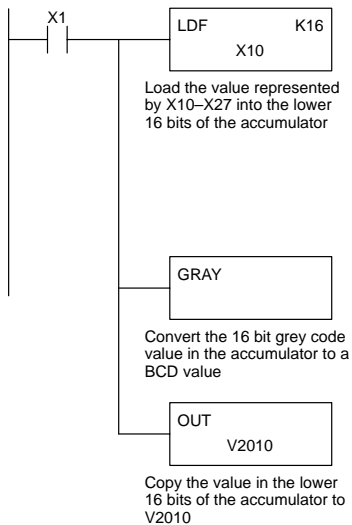 X1
LDF K16
X10
Load the value represented
by X10–X27 into the lower
16 bits of the accumulator
GRAY
Convert the 16 bit grey code
value in the accumulator to a
BCD value
OUT
V2010
Copy the value in the lower
16 bits of the accumulator to
V2010